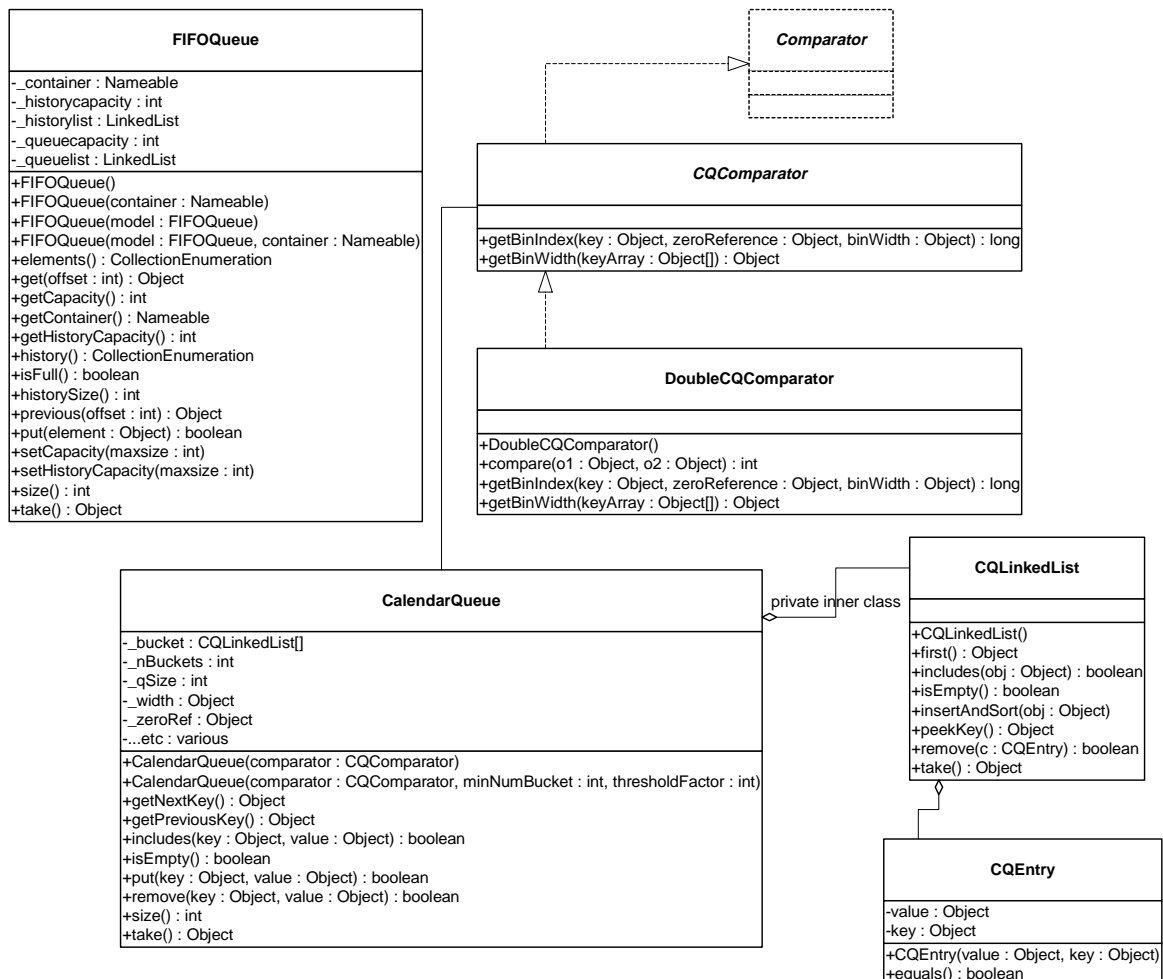 FIFOQueue
-_container : Nameable
-_historycapacity : int
-_historylist : LinkedList
-_queuecapacity : int
-_queuelist : LinkedList
+FIFOQueue()
+FIFOQueue(container : Nameable)
+FIFOQueue(model : FIFOQueue)
+FIFOQueue(model : FIFOQueue, container : Nameable)
+elements() : CollectionEnumeration
+get(offset : int) : Object
+getCapacity() : int
+getContainer() : Nameable
+getHistoryCapacity() : int
+history() : CollectionEnumeration
+isFull() : boolean
+historySize() : int
+previous(offset : int) : Object
+put(element : Object) : boolean
+setCapacity(maxsize : int)
+setHistoryCapacity(maxsize : int)
+size() : int
+take() : Object
Comparator
CQComparator
+getBinIndex(key : Object, zeroReference : Object, binWidth : Object) : long
+getBinWidth(keyArray : Object[]) : Object
DoubleCQComparator
+DoubleCQComparator()
+compare(o1 : Object, o2 : Object) : int
+getBinIndex(key : Object, zeroReference : Object, binWidth : Object) : long
+getBinWidth(keyArray : Object[]) : Object
CalendarQueue
-_bucket : CQLinkedList[]
-_nBuckets : int
-_qSize : int
-_width : Object
-_zeroRef : Object
-...etc : various
+CalendarQueue(comparator : CQComparator)
+CalendarQueue(comparator : CQComparator, minNumBucket : int, thresholdFactor : int)
+getNextKey() : Object
+getPreviousKey() : Object
+includes(key : Object, value : Object) : boolean
+isEmpty() : boolean
+put(key : Object, value : Object) : boolean
+remove(key : Object, value : Object) : boolean
+size() : int
+take() : Object
private inner class
CQLinkedList
+CQLinkedList()
+first() : Object
+includes(obj : Object) : boolean
+isEmpty() : boolean
+insertAndSort(obj : Object)
+peekKey() : Object
+remove(c : CQEntry) : boolean
+take() : Object
CQEntry
-value : Object
-key : Object
+CQEntry(value : Object, key : Object)
+equals() : boolean